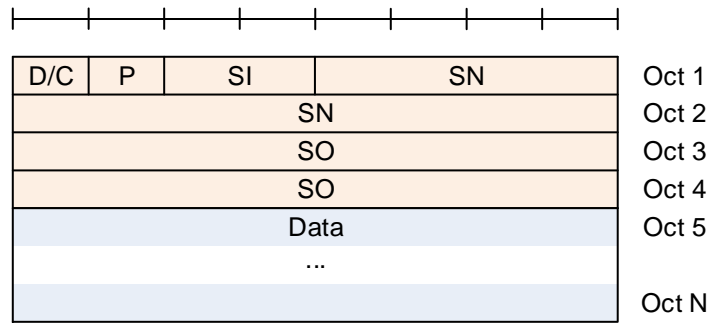 D/C P SI SN Oct 1
SN Oct 2
SO Oct 3
SO Oct 4
Data Oct 5
...
Oct N